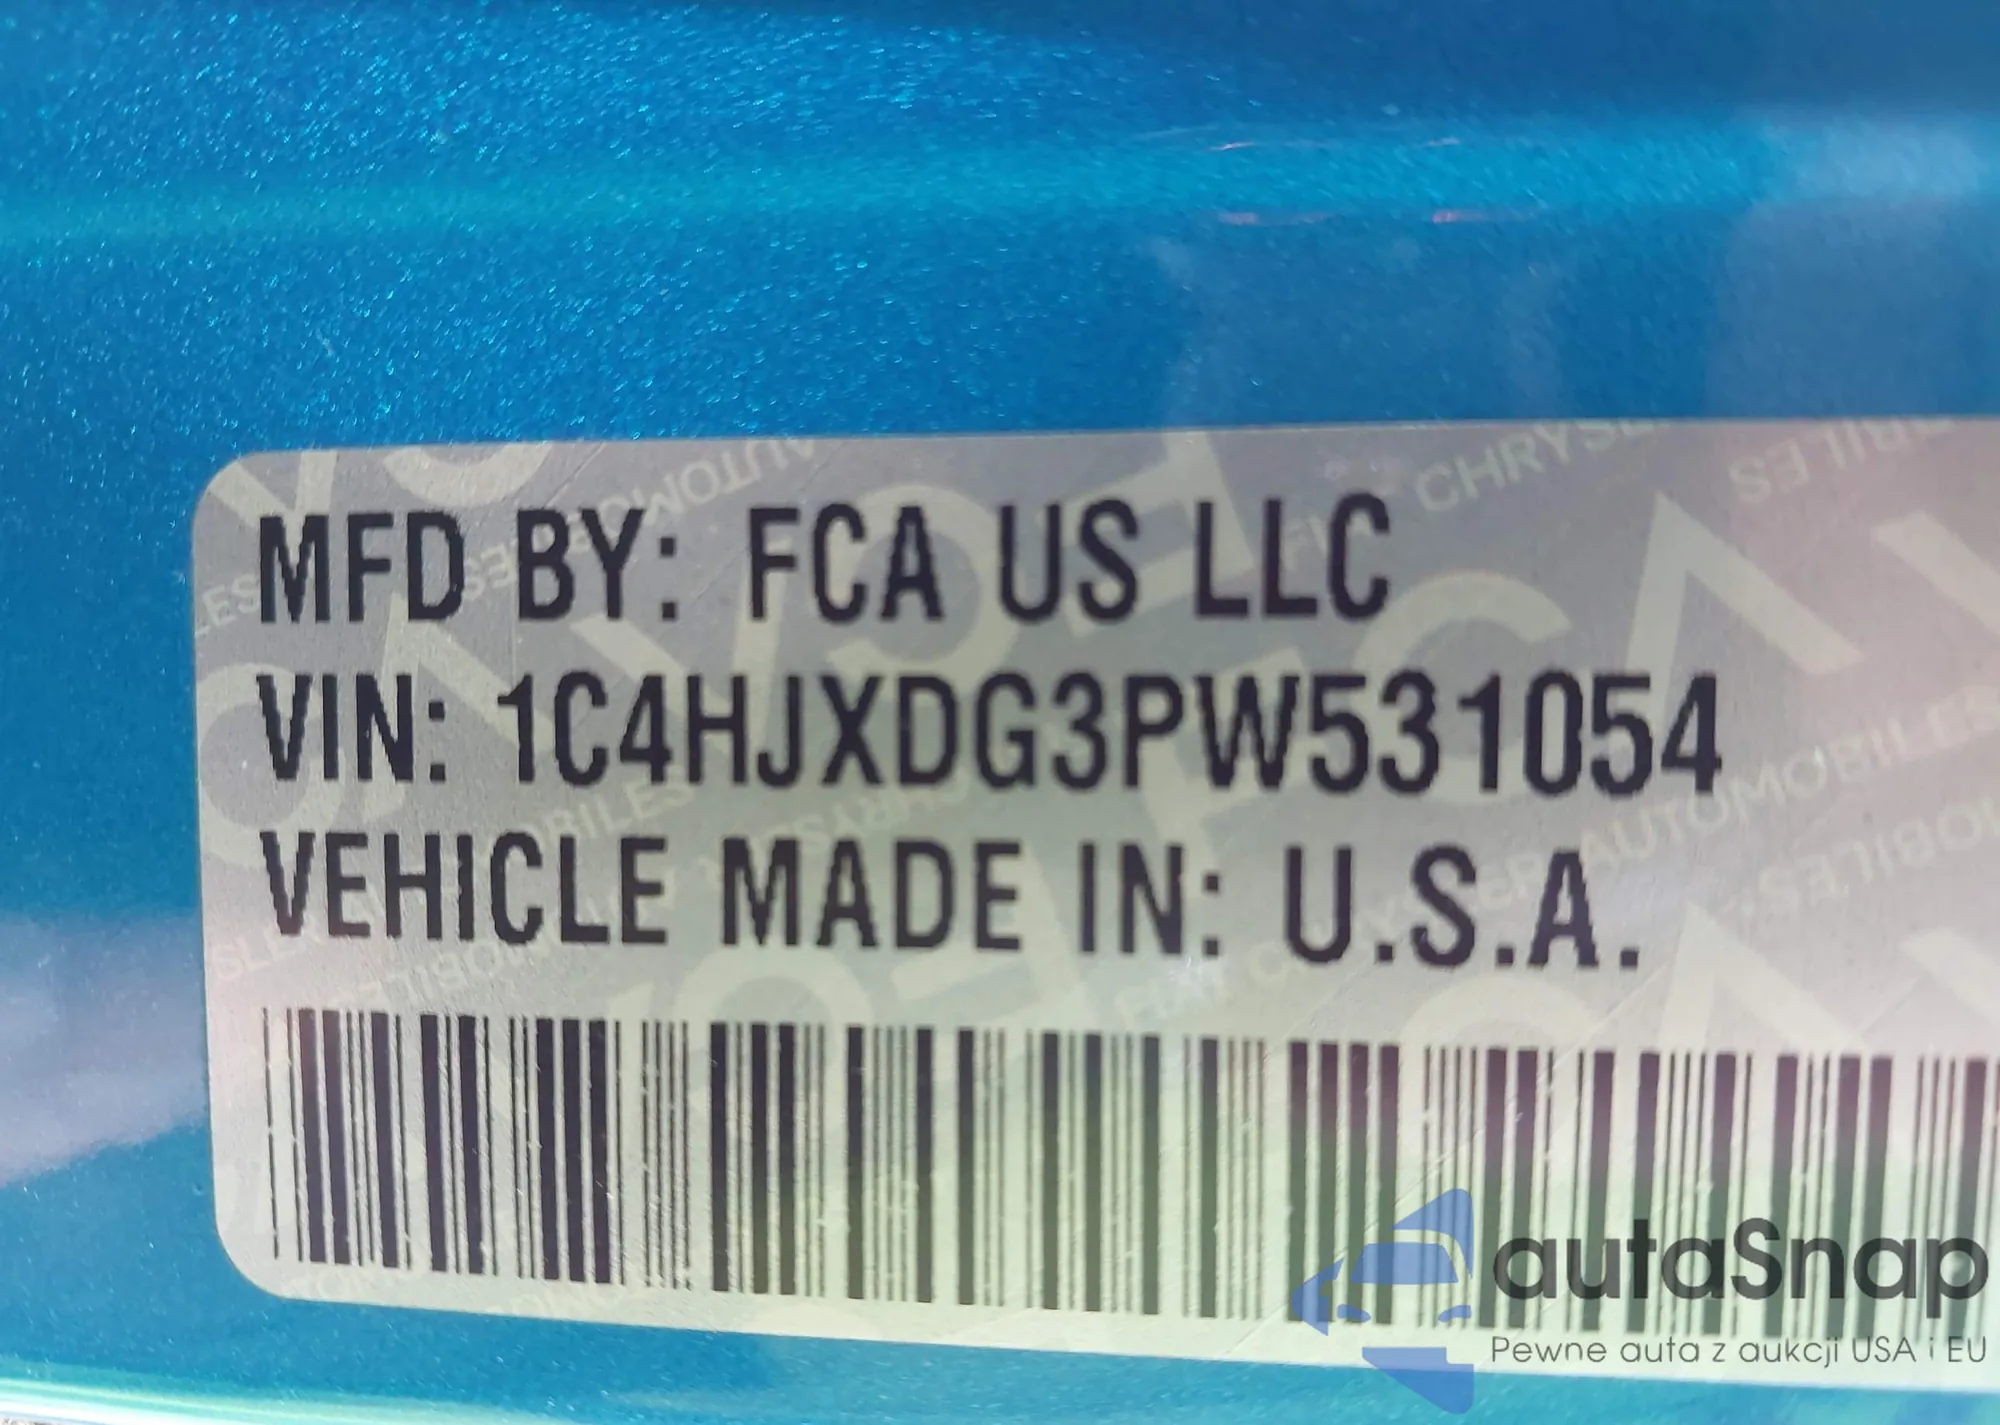 MFD BY: FCA US LLC
VIN: 1C4HJXDG3PW531054
VEHICLE MADE IN: U.S.A.
autaSnap
Pewne auta z aukcji USA i EU